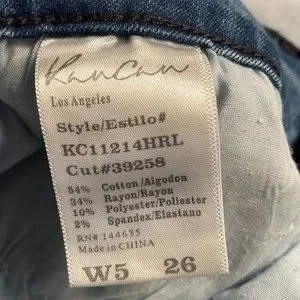 KanCan
Los Angeles
Style/Estilo#
KC11214HRL
Cut#39258
54% Cotton/Algodon
34% Rayon/Rayon
10% Polyester/Poliester
2% Spandex/Elastano
RN# 144635
Made in CHINA
W5 26